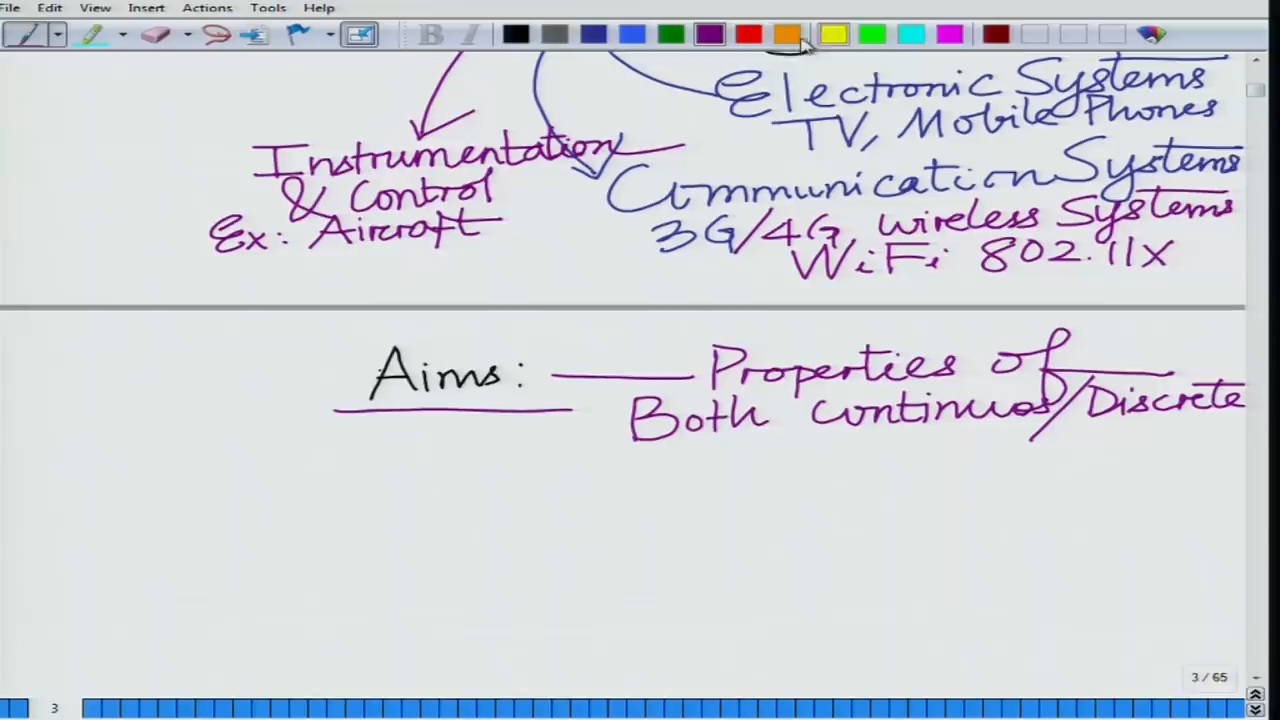 File Edit View Insert Actions Tools Help
B I
Electronic Systems
TV, Mobile Phones
Instrumentation
& Control
Ex: Aircraft
Communication Systems
3G/4G wireless Systems
WiFi 802.11x
Aims: Properties of
Both continuos/Discrete
3 / 65
3